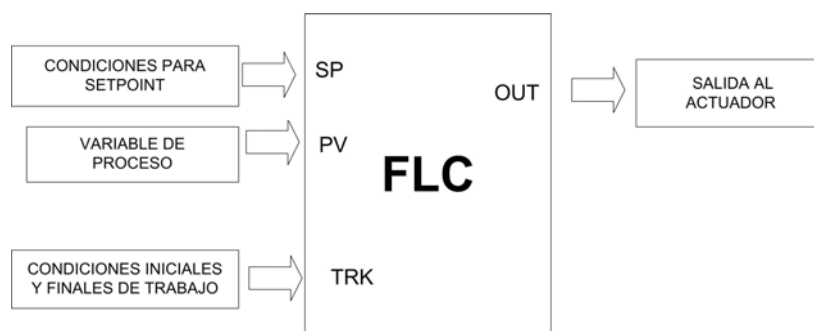 CONDICIONES PARA
SETPOINT
SP
OUT
SALIDA AL
ACTUADOR
VARIABLE DE
PROCESO
PV
FLC
CONDICIONES INICIALES
Y FINALES DE TRABAJO
TRK